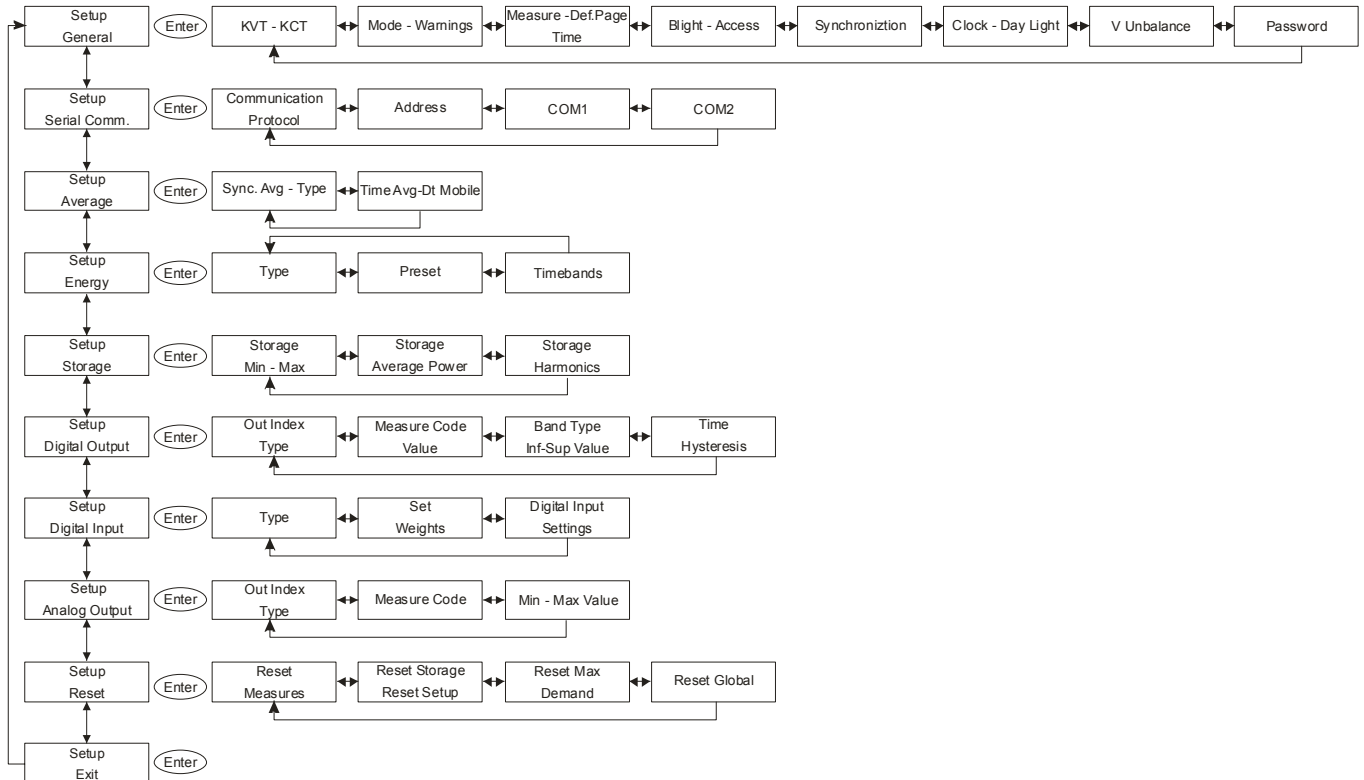 Setup
General
Enter
KVT - KCT
Mode - Warnings
Measure -Def.Page
Time
Blight - Access
Synchroniztion
Clock - Day Light
V Unbalance
Password
Setup
Serial Comm.
Enter
Communication
Protocol
Address
COM1
COM2
Setup
Average
Enter
Sync. Avg - Type
Time Avg-Dt Mobile
Setup
Energy
Enter
Type
Preset
Timebands
Setup
Storage
Enter
Storage
Min - Max
Storage
Average Power
Storage
Harmonics
Setup
Digital Output
Enter
Out Index
Type
Measure Code
Value
Band Type
Inf-Sup Value
Time
Hysteresis
Setup
Digital Input
Enter
Type
Set
Weights
Digital Input
Settings
Setup
Analog Output
Enter
Out Index
Type
Measure Code
Min - Max Value
Setup
Reset
Enter
Reset
Measures
Reset Storage
Reset Setup
Reset Max
Demand
Reset Global
Setup
Exit
Enter